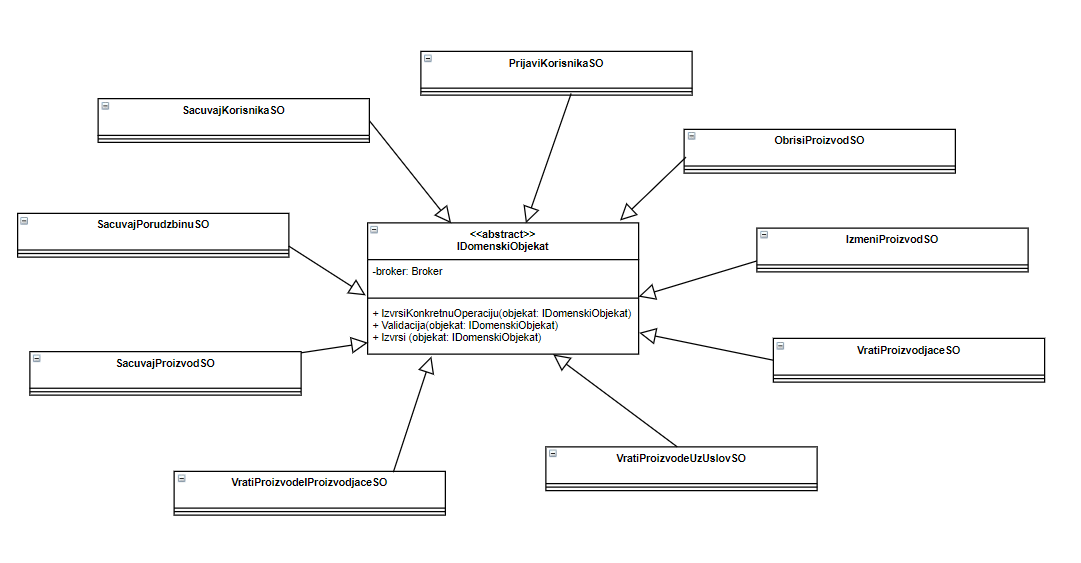 PrijaviKorisnikaSO
SacuvajKorisnikaSO
ObrisiProizvodSO
SacuvajPorudzbinuSO
<<abstract>>
IDomenskiObjekat
-broker: Broker
+ IzvrsiKonkretnuOperaciju(objekat: IDomenskiObjekat)
+ Validacija(objekat: IDomenskiObjekat)
+ Izvrsi (objekat: IDomenskiObjekat)
IzmeniProizvodSO
VratiProizvodjaceSO
SacuvajProizvodSO
VratiProizvodeUzUslovSO
VratiProizvodeIProizvodjaceSO